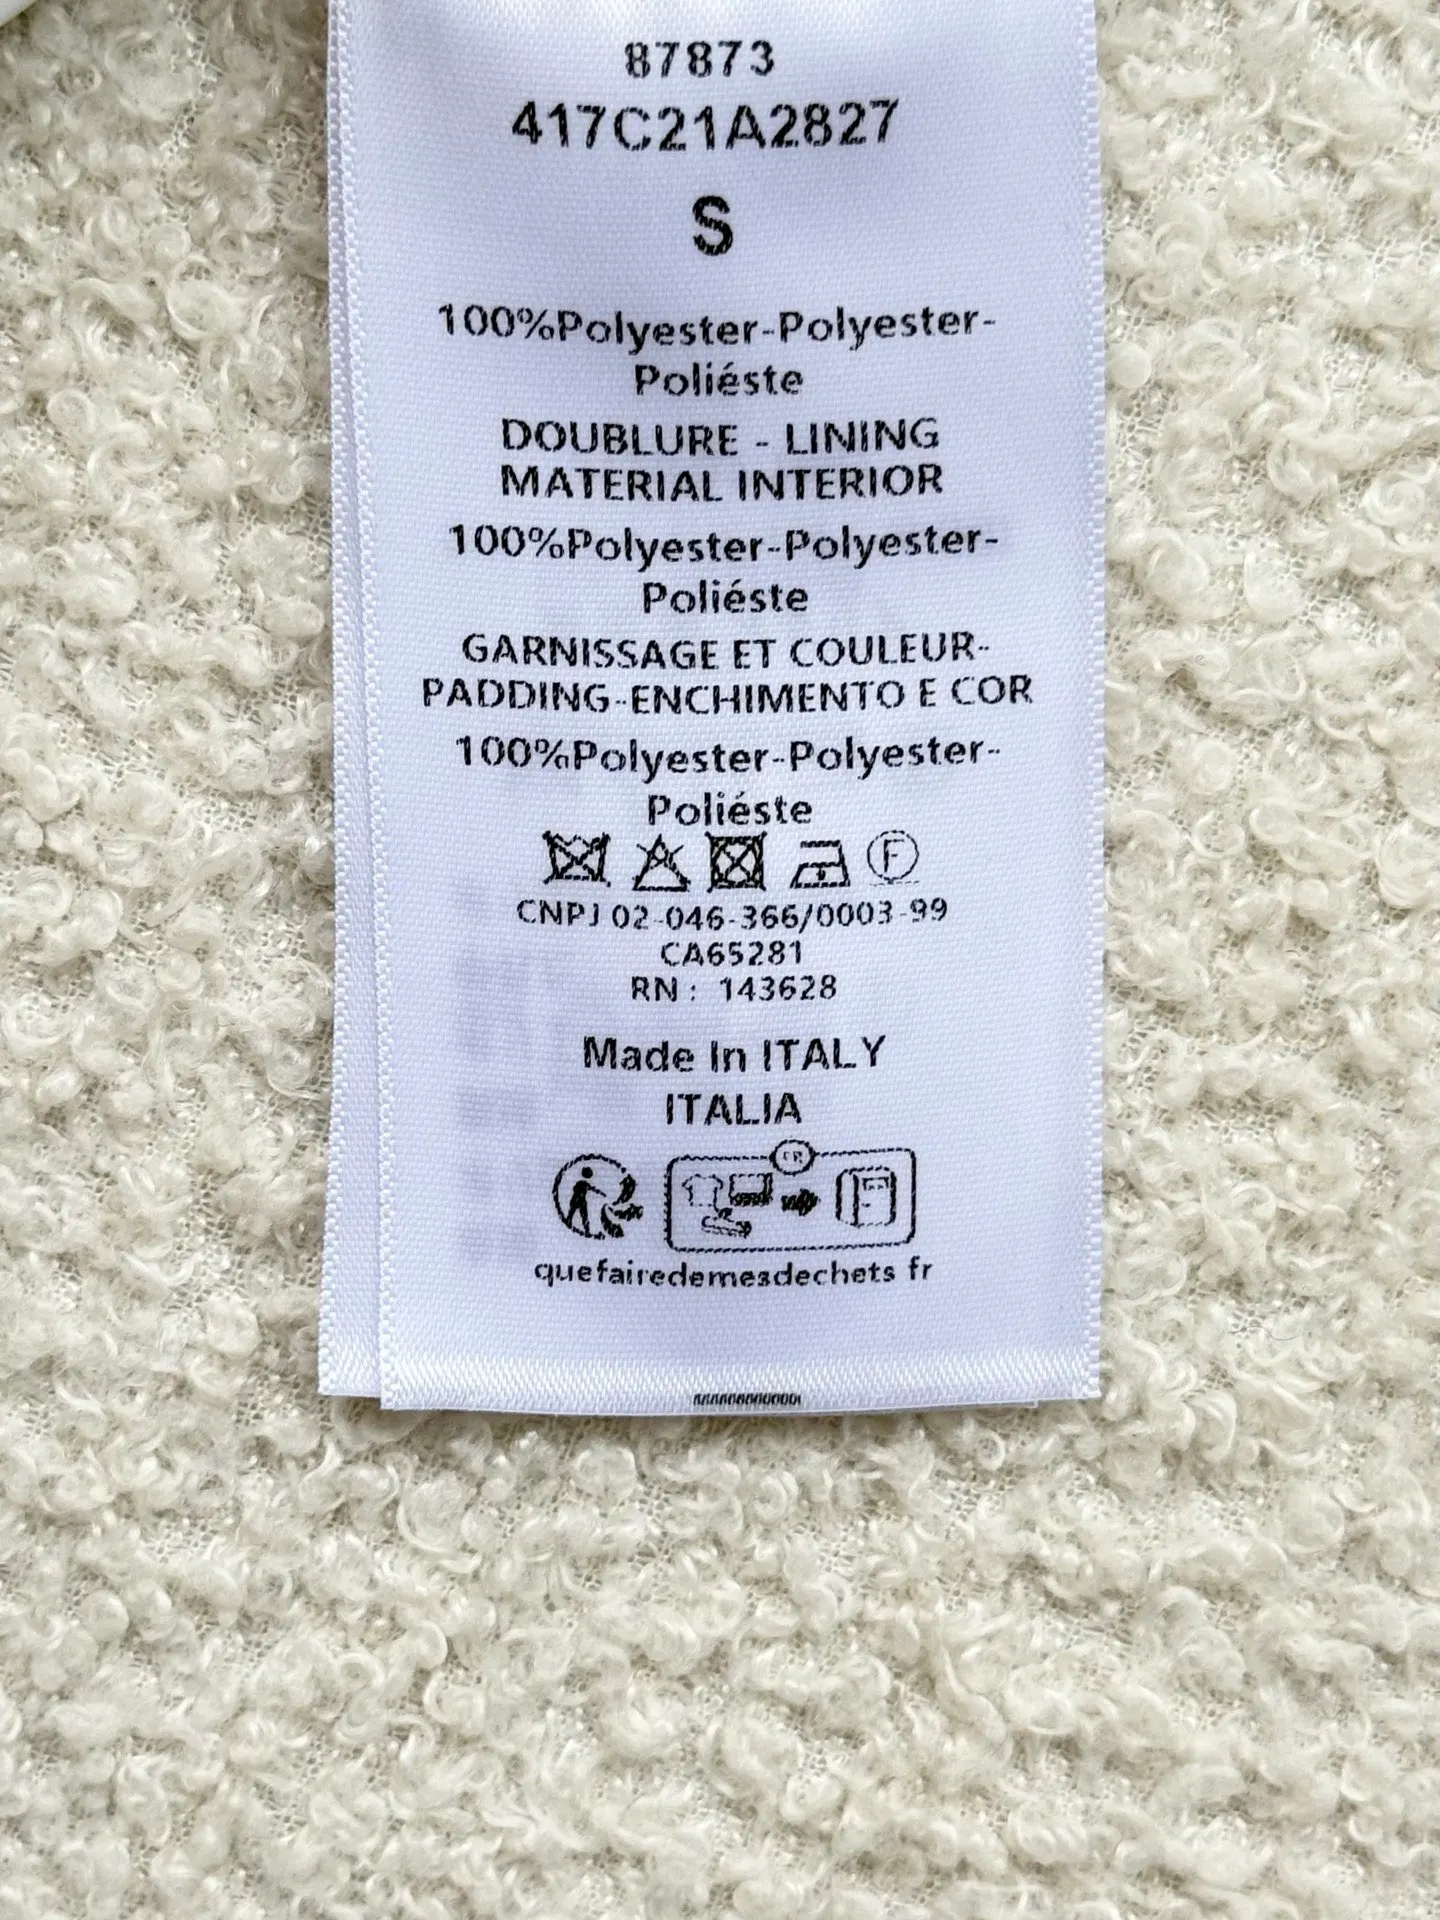 87873
417C21A2827
S
100%Polyester-Polyester-
Poliéste
DOUBLURE - LINING
MATERIAL INTERIOR
100%Polyester-Polyester-
Poliéste
GARNISSAGE ET COULEUR-
PADDING-ENCHIMENTO E COR
100%Polyester-Polyester-
Poliéste
F
CNPJ 02-046-366/0003-99
CA65281
RN : 143628
Made In ITALY
ITALIA
FR
quefairedemesdechets fr